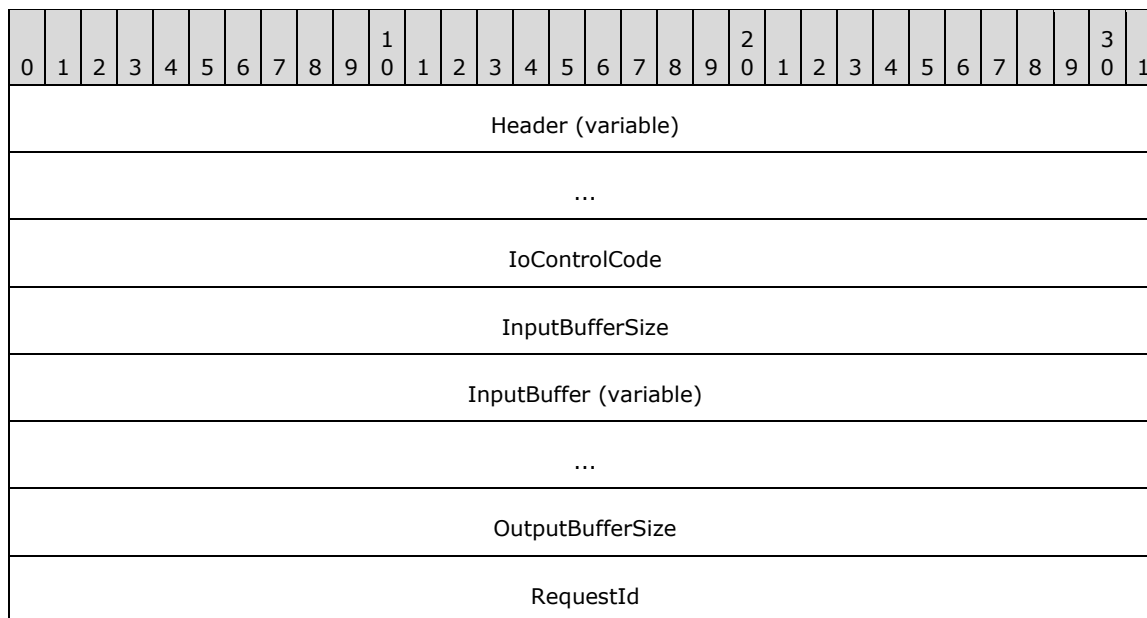 1 2 3
0 1 2 3 4 5 6 7 8 9 0 1 2 3 4 5 6 7 8 9 0 1 2 3 4 5 6 7 8 9 0 1
Header (variable)
...
IoControlCode
InputBufferSize
InputBuffer (variable)
...
OutputBufferSize
RequestId